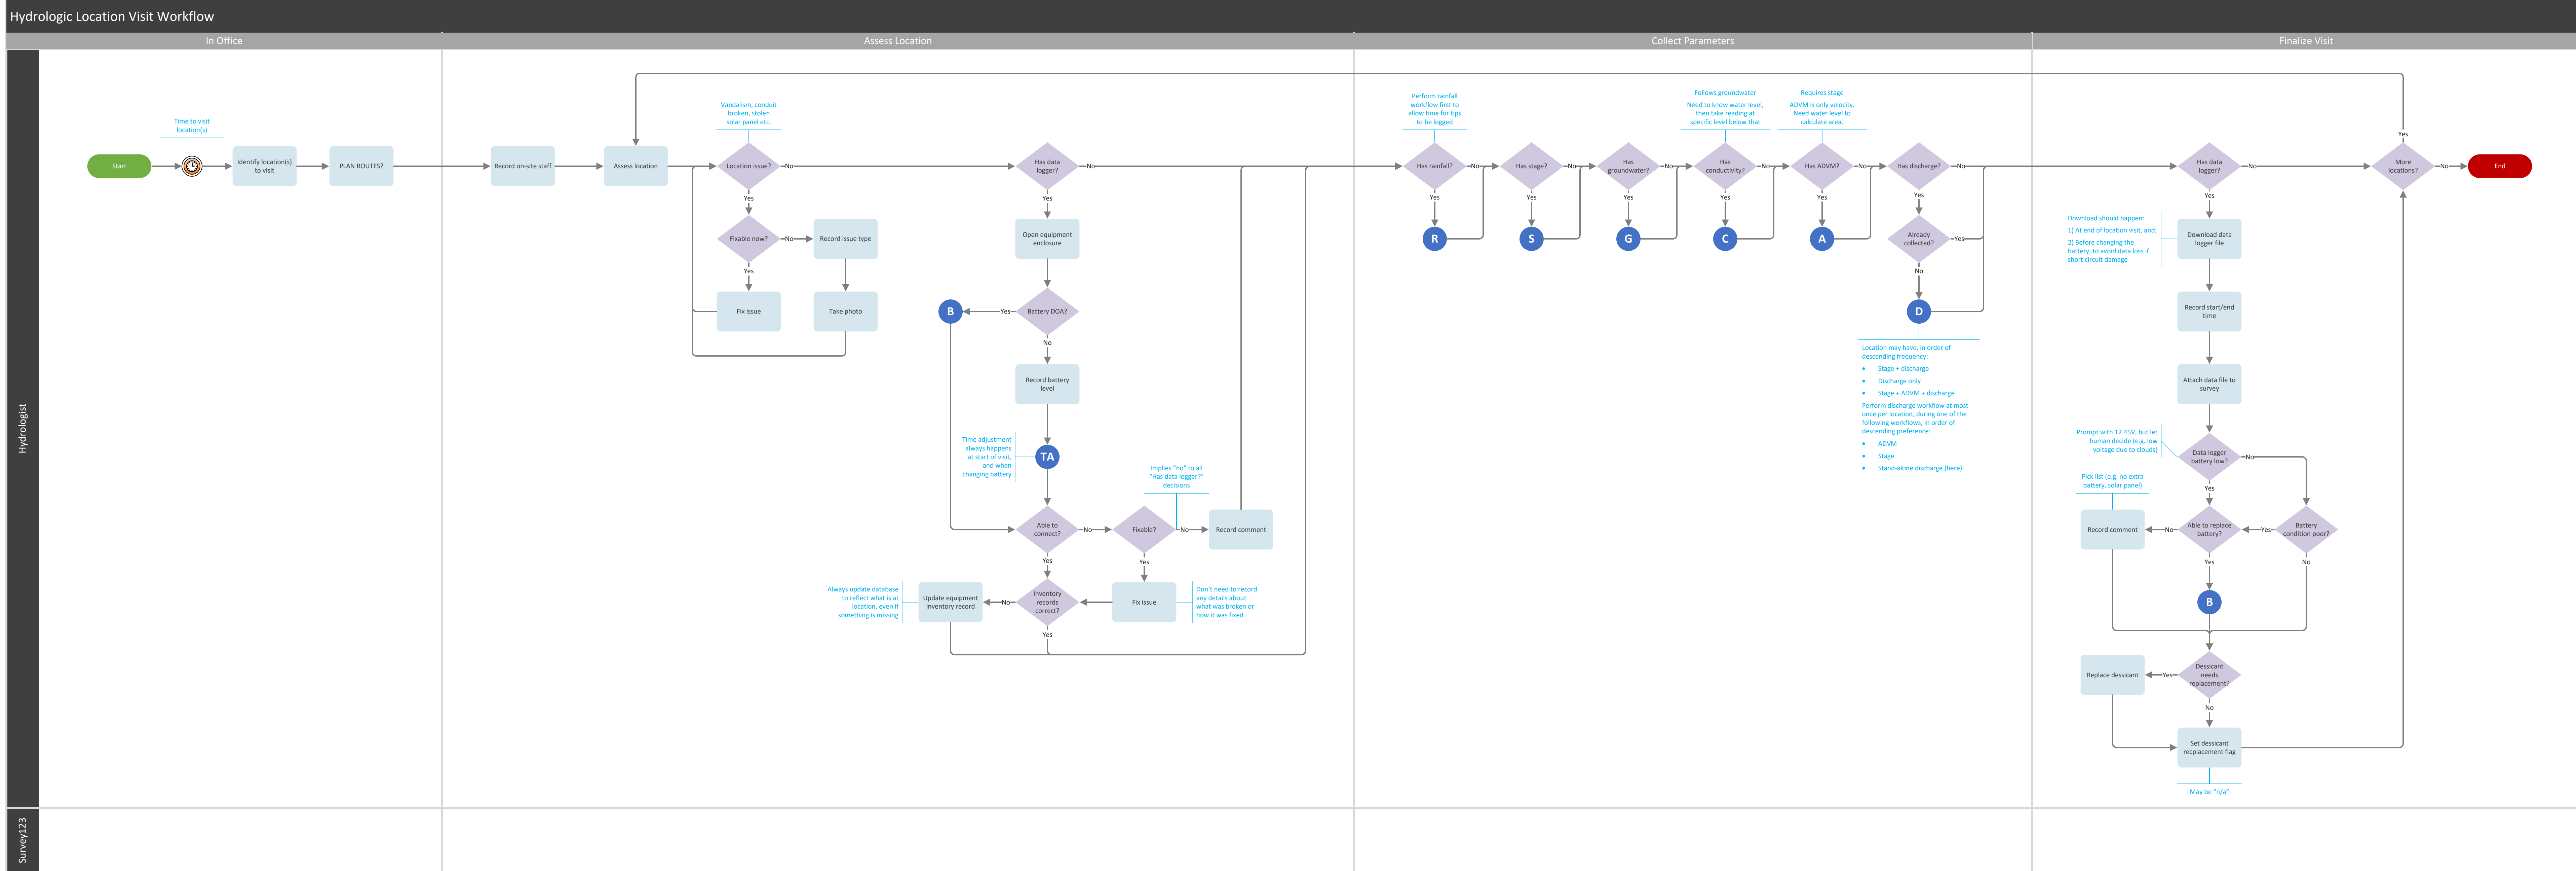 Hydrologic Location Visit Workflow
In Office
Assess Location
Collect Parameters
Finalize Visit
Hydrologist
Survey123
Start
Time to visit
location(s)
Identify location(s)
to visit
PLAN ROUTES?
Record on-site staff
Assess location
Vandalism, conduit
broken, stolen
solar panel etc.
Location issue?
No
Yes
Fixable now?
No
Record issue type
Yes
Fix issue
Take photo
Has data
logger?
No
Yes
Open equipment
enclosure
Battery DOA?
Yes
B
No
Record battery
level
Time adjustment
always happens
at start of visit,
and when
changing battery
TA
Able to
connect?
No
Fixable?
Implies "no" to all
"Has data logger?"
decisions
No
Record comment
Yes
Yes
Always update database
to reflect what is at
location, even if
something is missing
Update equipment
inventory record
No
Inventory
records
correct?
Fix issue
Don't need to record
any details about
what was broken or
how it was fixed
Yes
Perform rainfall
workflow first to
allow time for tips
to be logged
Has rainfall?
No
Yes
R
Has stage?
No
Yes
S
Has
groundwater?
No
Yes
G
Follows groundwater
Need to know water level,
then take reading at
specific level below that
Has
conductivity?
No
Yes
C
Requires stage
ADVM is only velocity.
Need water level to
calculate area.
Has ADVM?
No
Yes
A
Has discharge?
No
Yes
Already
collected?
Yes
No
D
Location may have, in order of
descending frequency:
• Stage + discharge
• Discharge only
• Stage + ADVM + discharge
Perform discharge workflow at most
once per location, during one of the
following workflows, in order of
descending preference:
• ADVM
• Stage
• Stand-alone discharge (here)
Has data
logger?
No
Yes
Download should happen:
1) At end of location visit, and;
2) Before changing the
battery, to avoid data loss if
short circuit damage
Download data
logger file
Record start/end
time
Attach data file to
survey
Prompt with 12.45V, but let
human decide (e.g. low
voltage due to clouds)
Data logger
battery low?
No
Yes
Pick list (e.g. no extra
battery, solar panel)
Record comment
No
Able to replace
battery?
Yes
Battery
condition poor?
Yes
No
B
Replace dessicant
Yes
Dessicant
needs
replacement?
No
Set dessicant
recplacement flag
May be "n/a"
More
locations?
Yes
No
End